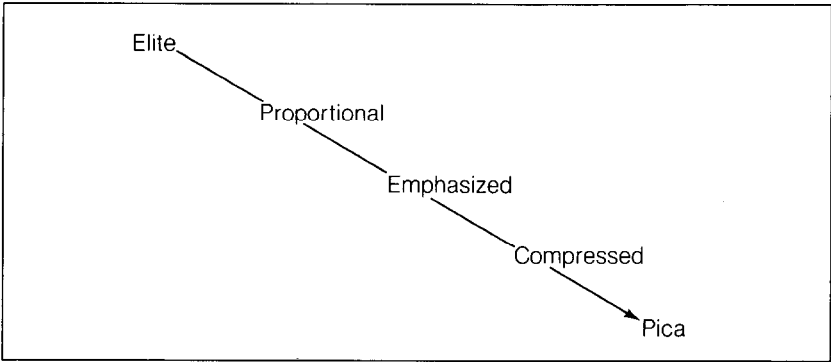 Elite
Proportional
Emphasized
Compressed
Pica